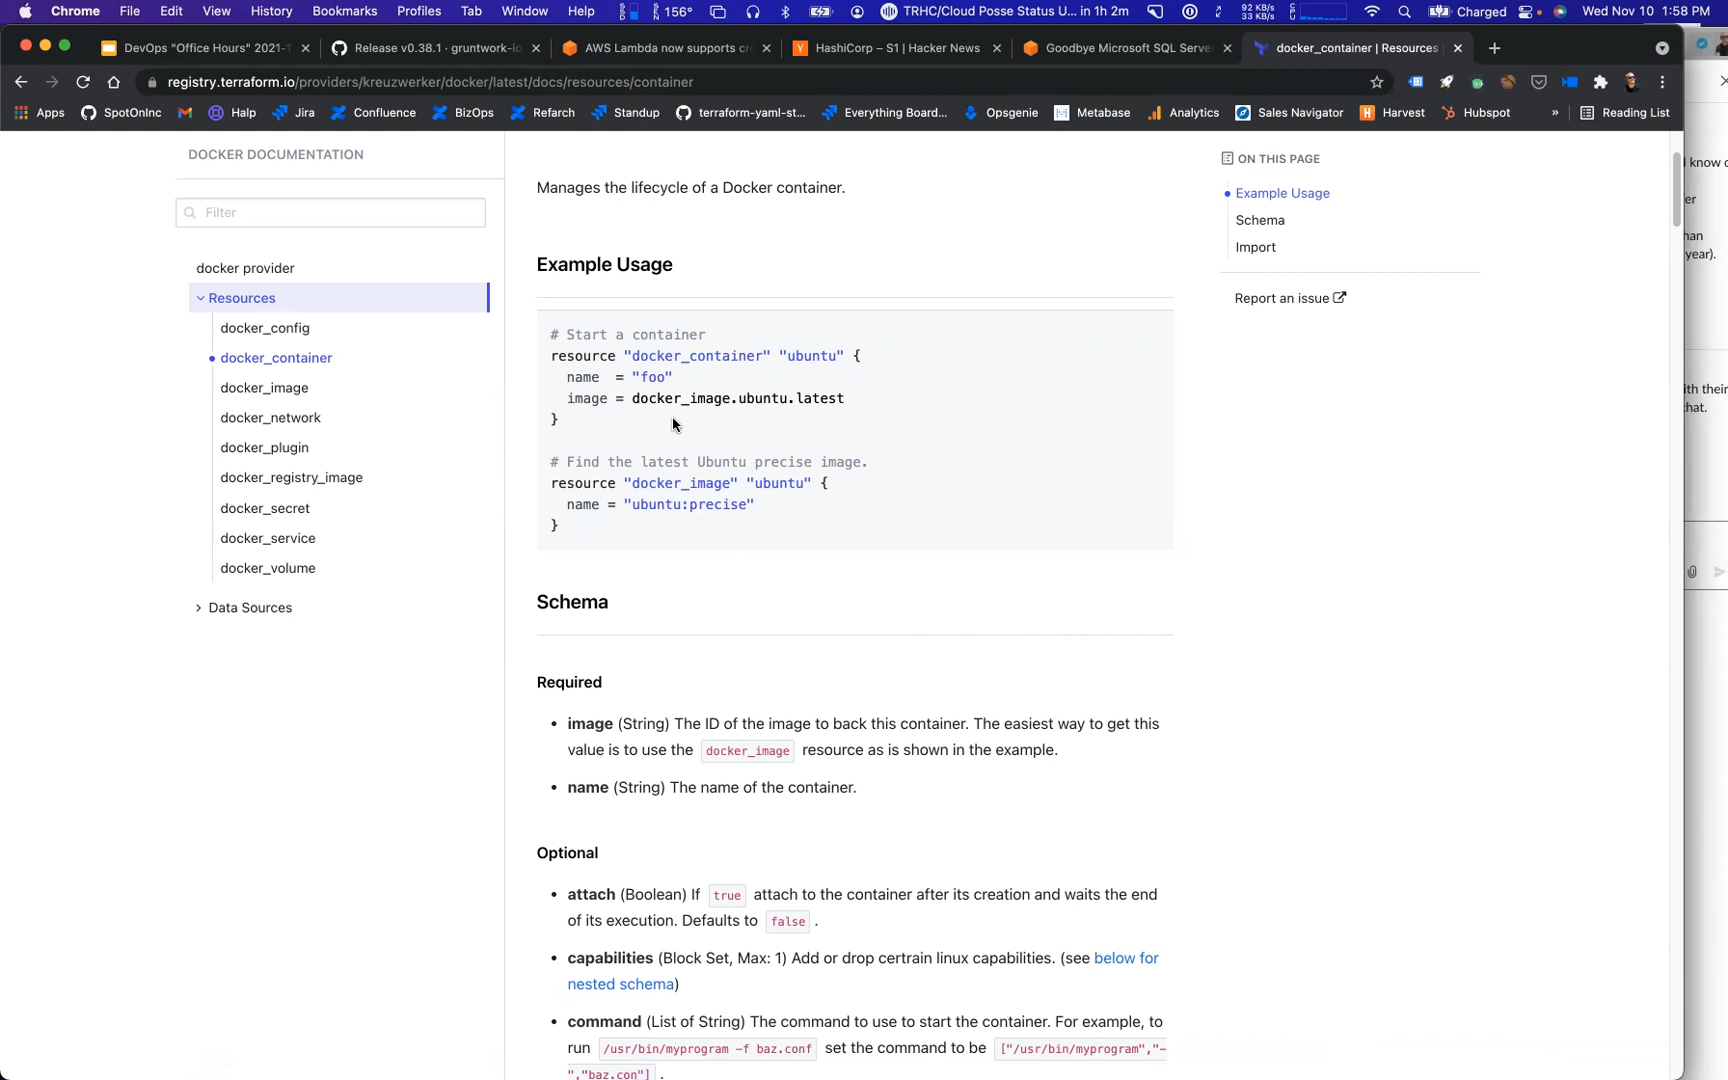 Chrome File Edit View History Bookmarks Profiles Tab Window Help 156° TRHC/Cloud Posse Status U... in 1h 2m 92 KB/s 33 KB/s Charged Wed Nov 10 1:58 PM
DevOps "Office Hours" 2021-1 Release v0.38.1 · gruntwork-io AWS Lambda now supports cr HashiCorp – S1 | Hacker News Goodbye Microsoft SQL Server docker_container | Resources
registry.terraform.io/providers/kreuzwerker/docker/latest/docs/resources/container
Apps SpotOnInc Halp Jira Confluence BizOps Refarch Standup terraform-yaml-st... Everything Board... Opsgenie Metabase Analytics Sales Navigator Harvest Hubspot » Reading List
DOCKER DOCUMENTATION
Filter
docker provider
Resources
docker_config
docker_container
docker_image
docker_network
docker_plugin
docker_registry_image
docker_secret
docker_service
docker_volume
Data Sources
Manages the lifecycle of a Docker container.
Example Usage
# Start a container
resource "docker_container" "ubuntu" {
name = "foo"
image = docker_image.ubuntu.latest
}
# Find the latest Ubuntu precise image.
resource "docker_image" "ubuntu" {
name = "ubuntu:precise"
}
Schema
Required
• image (String) The ID of the image to back this container. The easiest way to get this
value is to use the docker_image resource as is shown in the example.
• name (String) The name of the container.
Optional
• attach (Boolean) If true attach to the container after its creation and waits the end
of its execution. Defaults to false .
• capabilities (Block Set, Max: 1) Add or drop certrain linux capabilities. (see below for
nested schema)
• command (List of String) The command to use to start the container. For example, to
run /usr/bin/myprogram -f baz.conf set the command to be ["/usr/bin/myprogram","-
","baz.con"] .
ON THIS PAGE
Example Usage
Schema
Import
Report an issue
know
year).
with their
that.